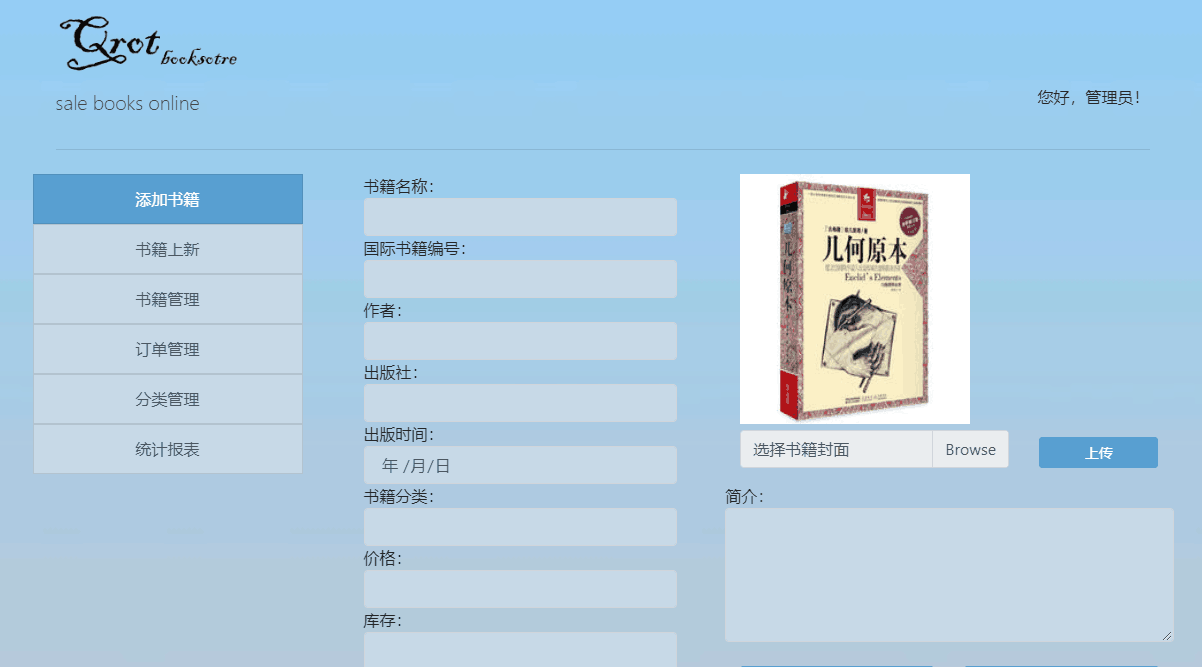 Qrot booksotre
sale books online
您好，管理员！
添加书籍
书籍上新
书籍管理
订单管理
分类管理
统计报表
书籍名称：
国际书籍编号：
作者：
出版社：
出版时间：
年 /月/日
书籍分类：
价格：
库存：
几何原本
几何原本
Euclid's Elements
选择书籍封面
Browse
上传
简介：